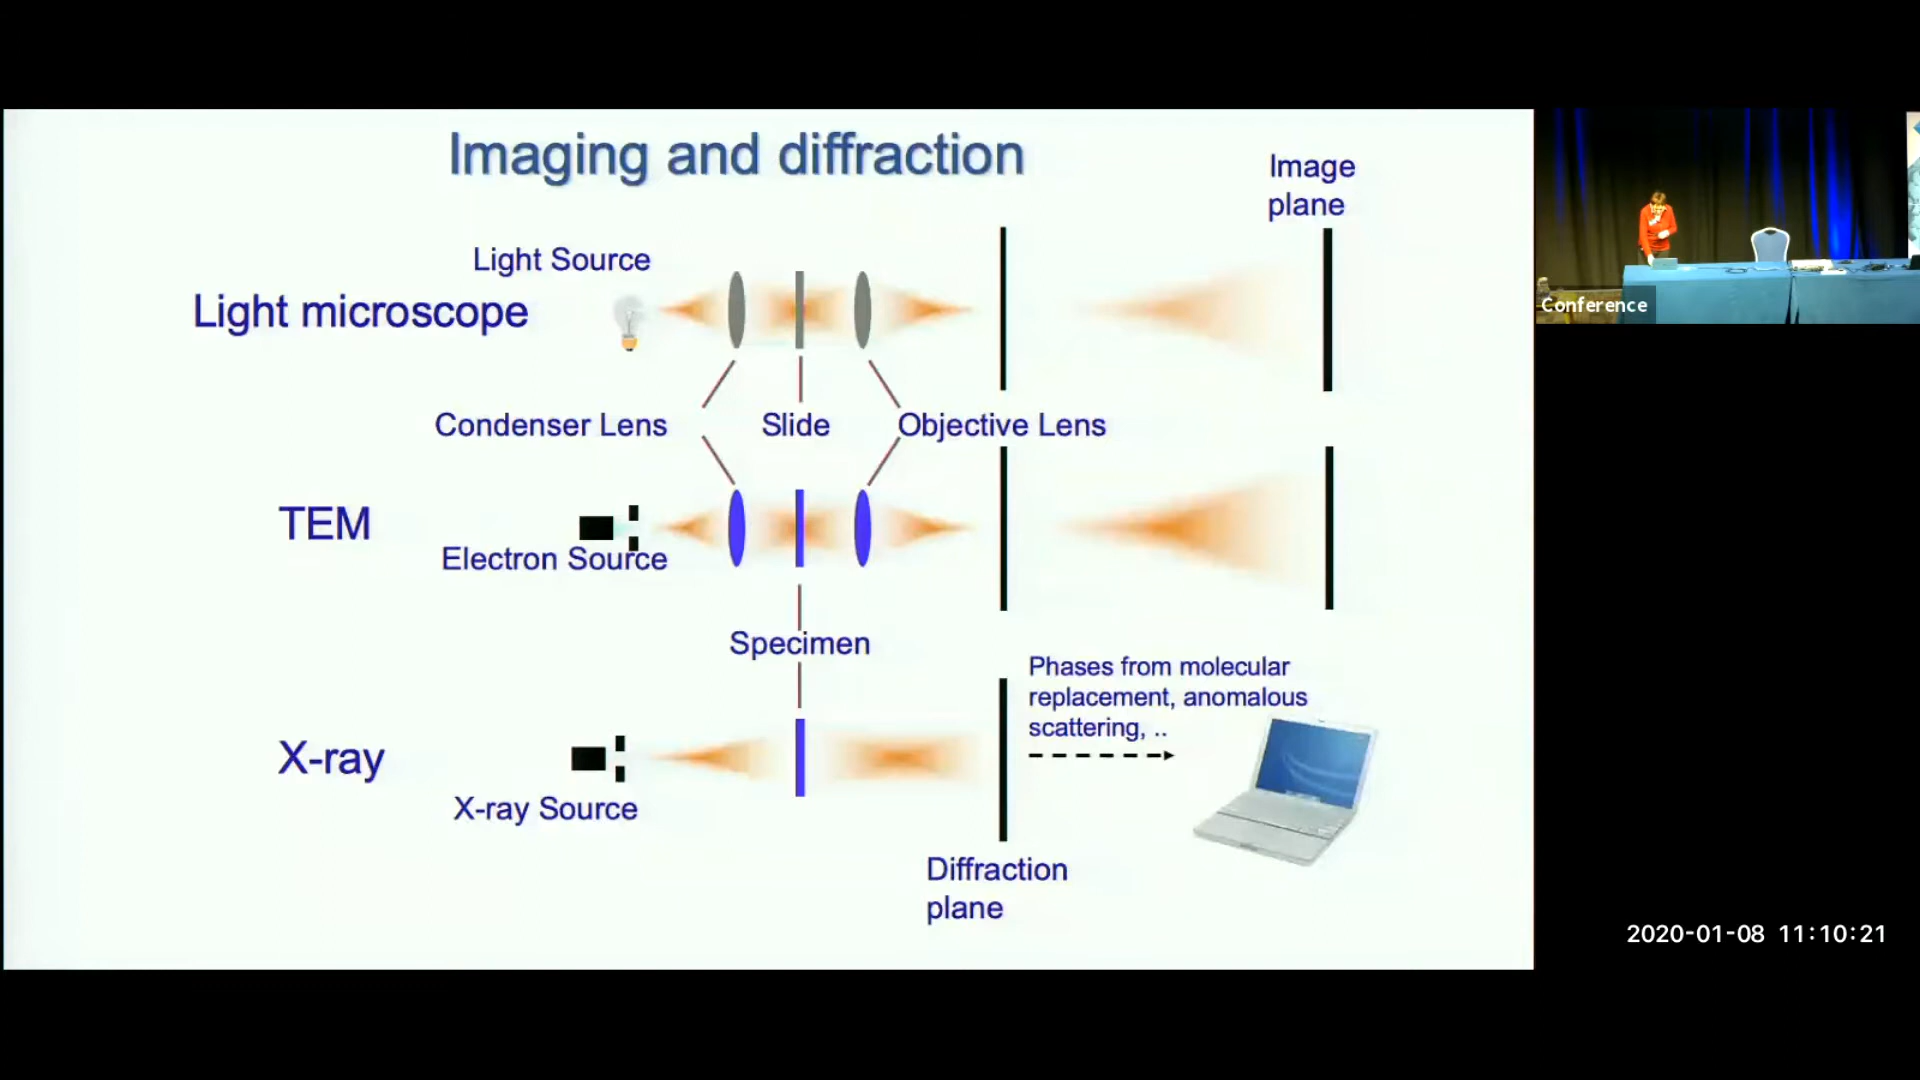 Imaging and diffraction
Image
plane
Light Source
Light microscope
Condenser Lens
Slide
Objective Lens
TEM
Electron Source
Specimen
Phases from molecular
replacement, anomalous
scattering, ..
X-ray
X-ray Source
Diffraction
plane
Conference
2020-01-08 11:10:21